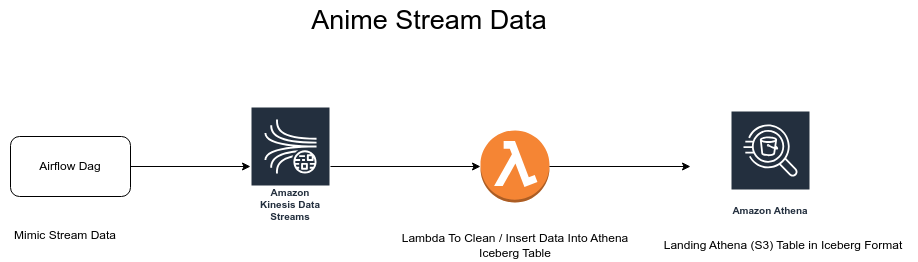 Anime Stream Data
Airflow Dag
Amazon
Kinesis Data
Streams
Amazon Athena
Mimic Stream Data
Lambda To Clean / Insert Data Into Athena
Iceberg Table
Landing Athena (S3) Table in Iceberg Format